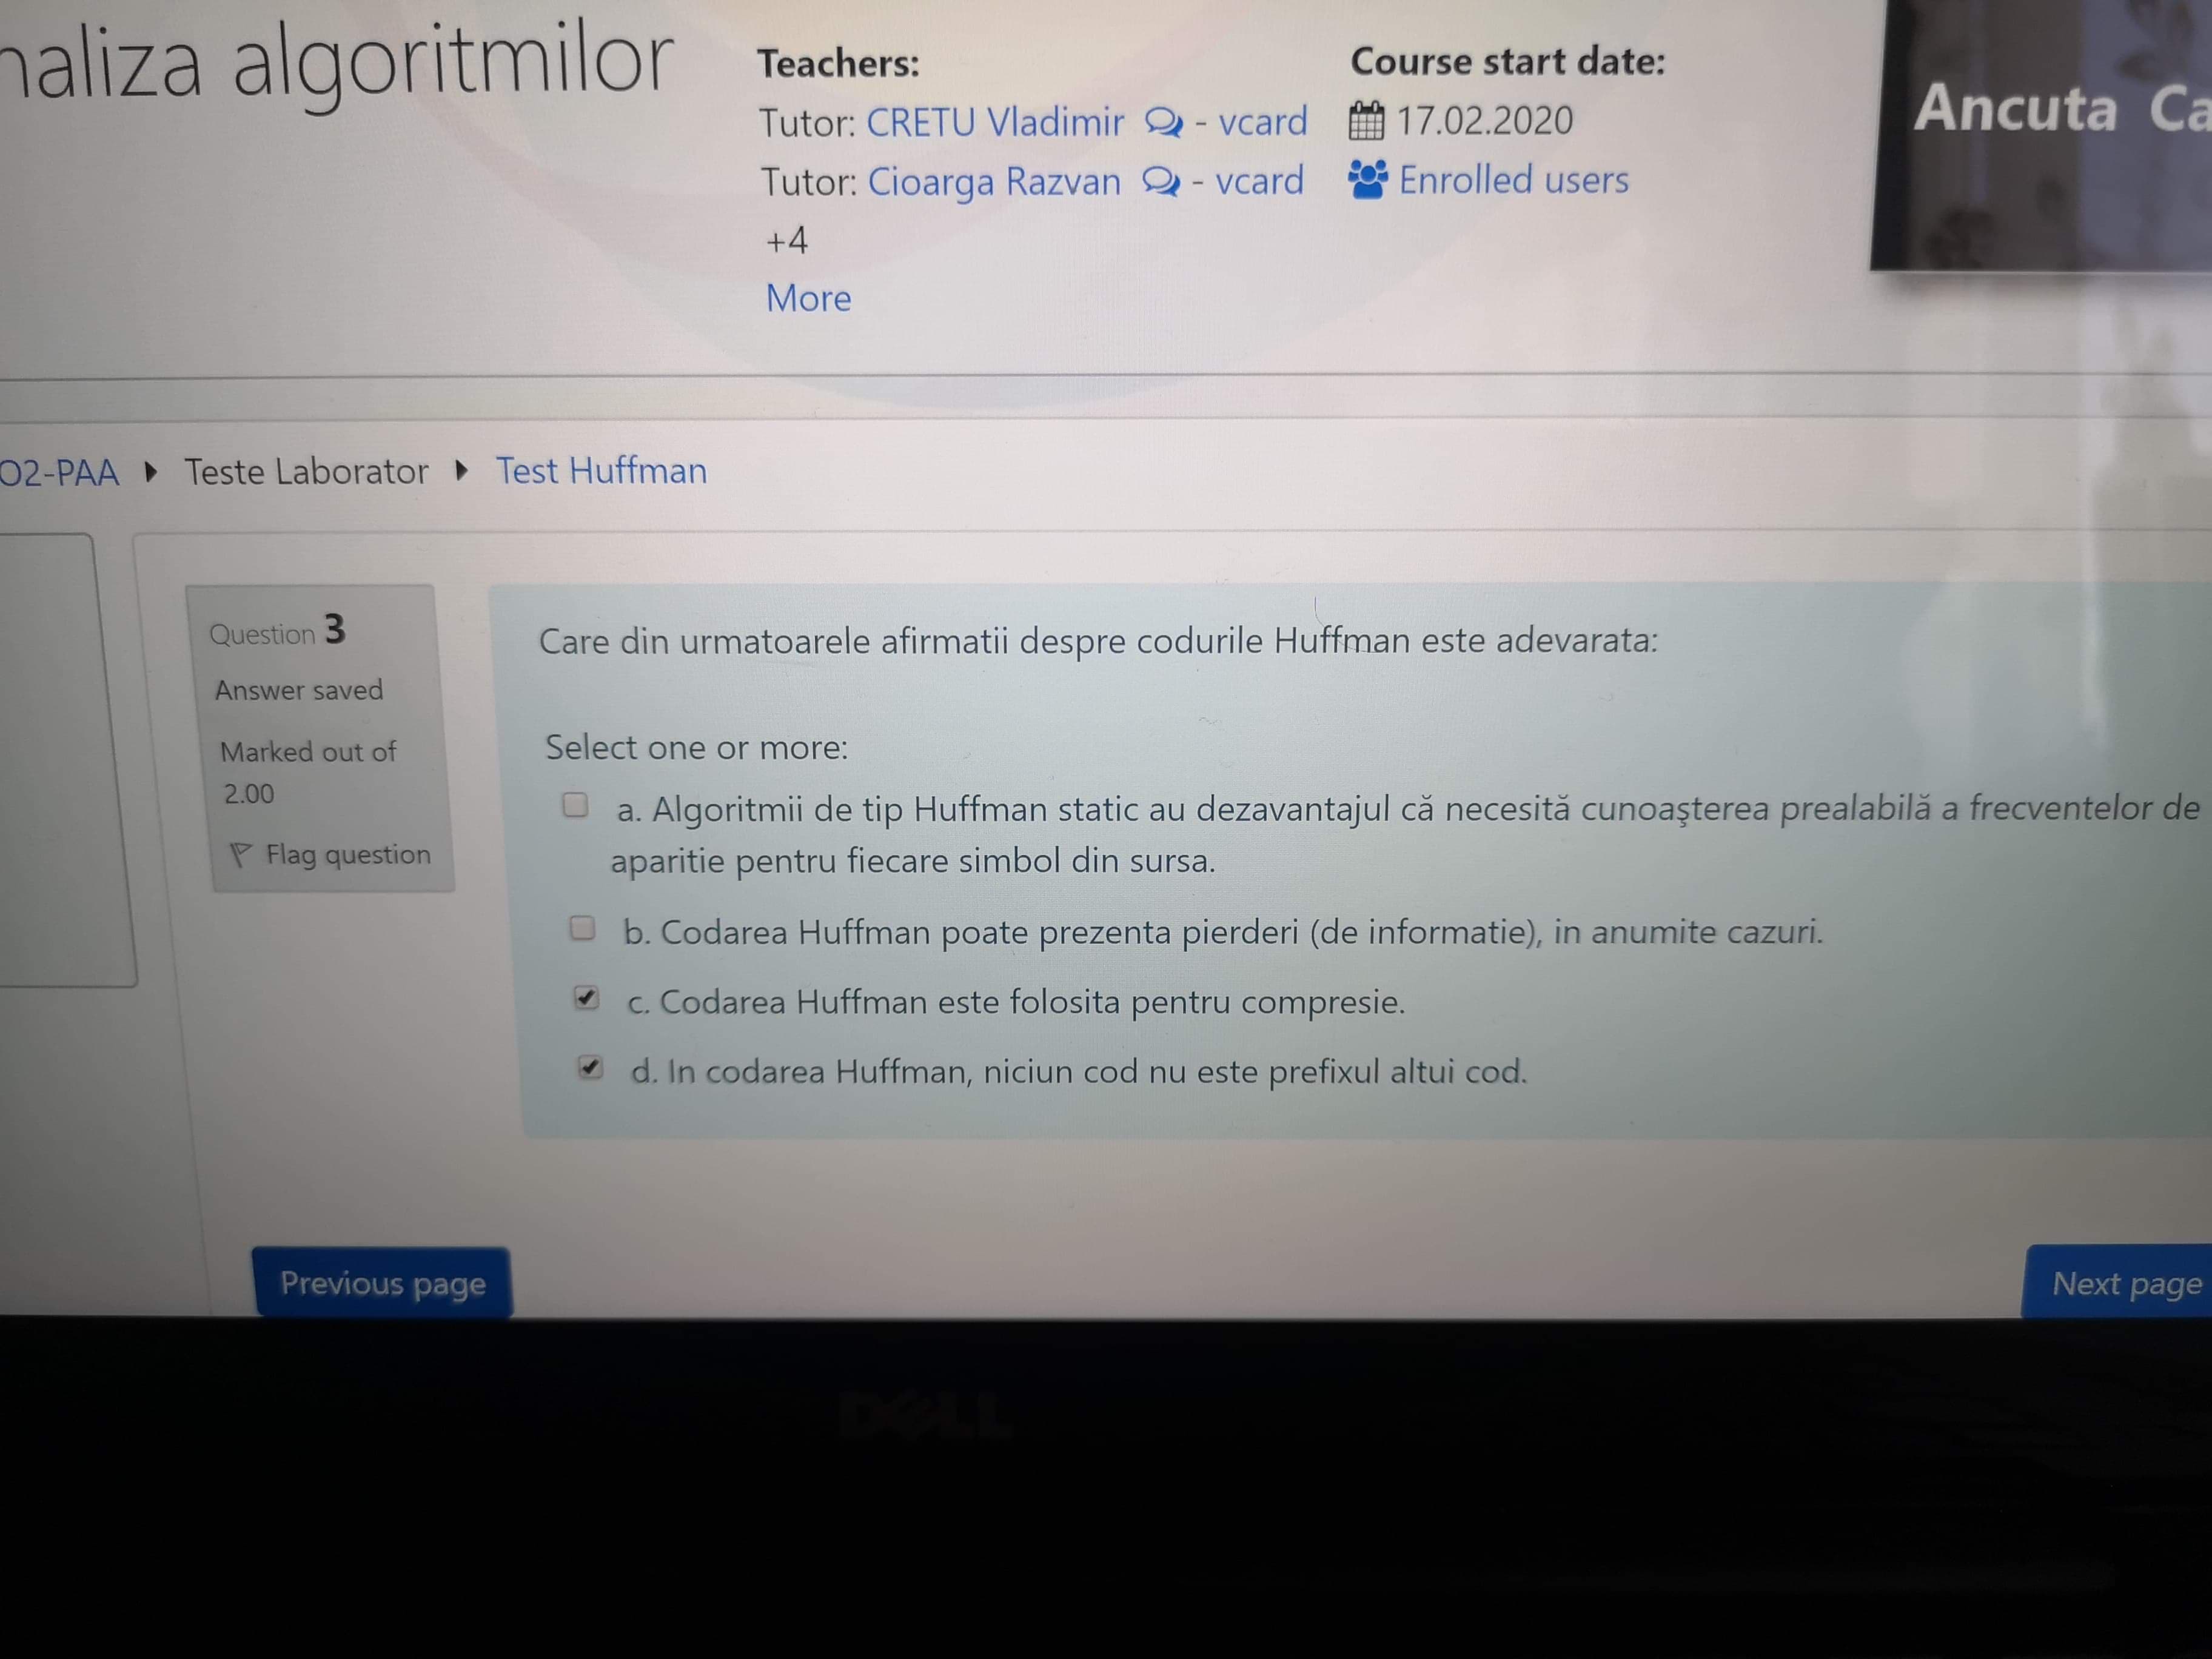 naliza algoritmilor
Teachers:
Tutor: CRETU Vladimir - vcard
Tutor: Cioarga Razvan - vcard
+4
More
Course start date:
17.02.2020
Enrolled users
Ancuta Ca
O2-PAA ▶ Teste Laborator ▶ Test Huffman
Question 3
Answer saved
Marked out of
2.00
Flag question
Care din urmatoarele afirmatii despre codurile Huffman este adevarata:
Select one or more:
a. Algoritmii de tip Huffman static au dezavantajul că necesită cunoaşterea prealabilă a frecventelor de
aparitie pentru fiecare simbol din sursa.
b. Codarea Huffman poate prezenta pierderi (de informatie), in anumite cazuri.
c. Codarea Huffman este folosita pentru compresie.
d. In codarea Huffman, niciun cod nu este prefixul altui cod.
Previous page
Next page
DELL